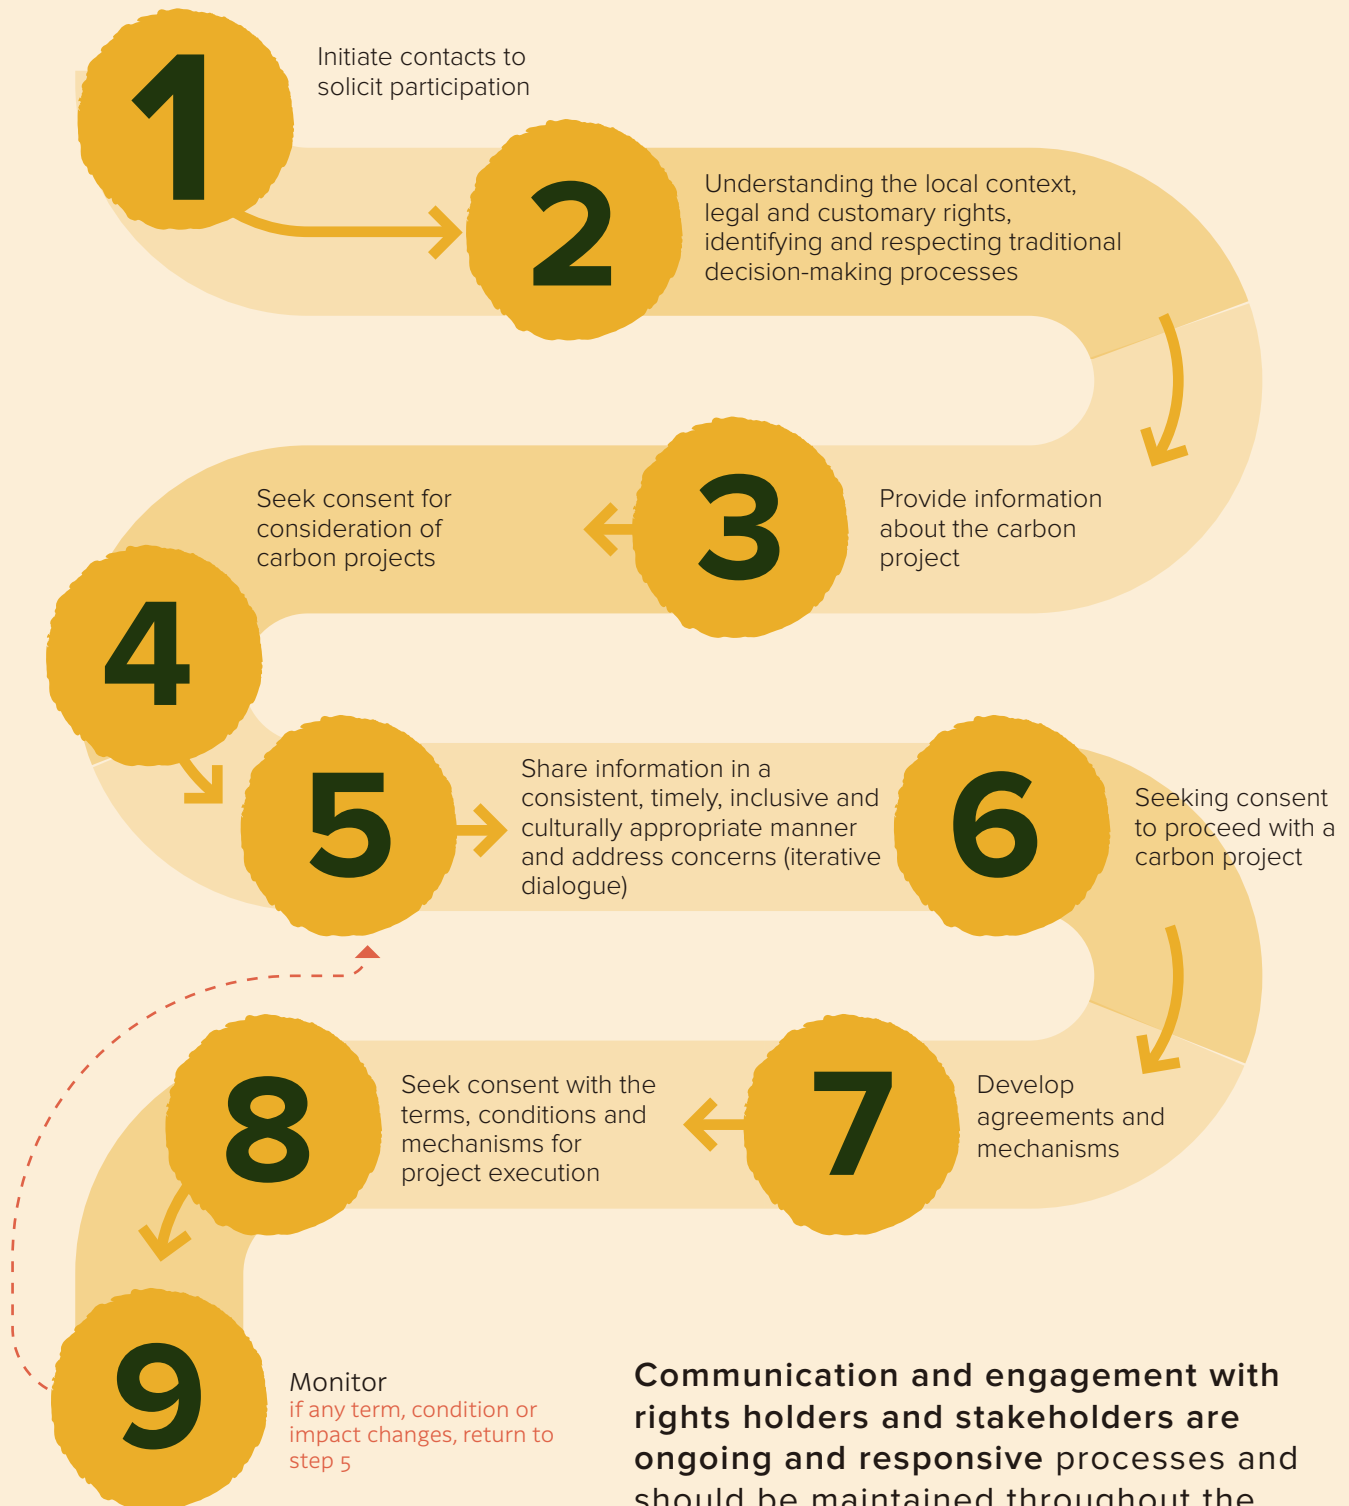 1
Initiate contacts to
solicit participation
2
Understanding the local context,
legal and customary rights,
identifying and respecting traditional
decision-making processes
3
Provide information
about the carbon
project
4
Seek consent for
consideration of
carbon projects
5
Share information in a
consistent, timely, inclusive and
culturally appropriate manner
and address concerns (iterative
dialogue)
6
Seeking consent
to proceed with a
carbon project
7
Develop
agreements and
mechanisms
8
Seek consent with the
terms, conditions and
mechanisms for
project execution
9
Monitor
if any term, condition or
impact changes, return to
step 5
Communication and engagement with
rights holders and stakeholders are
ongoing and responsive processes and
should be maintained throughout the